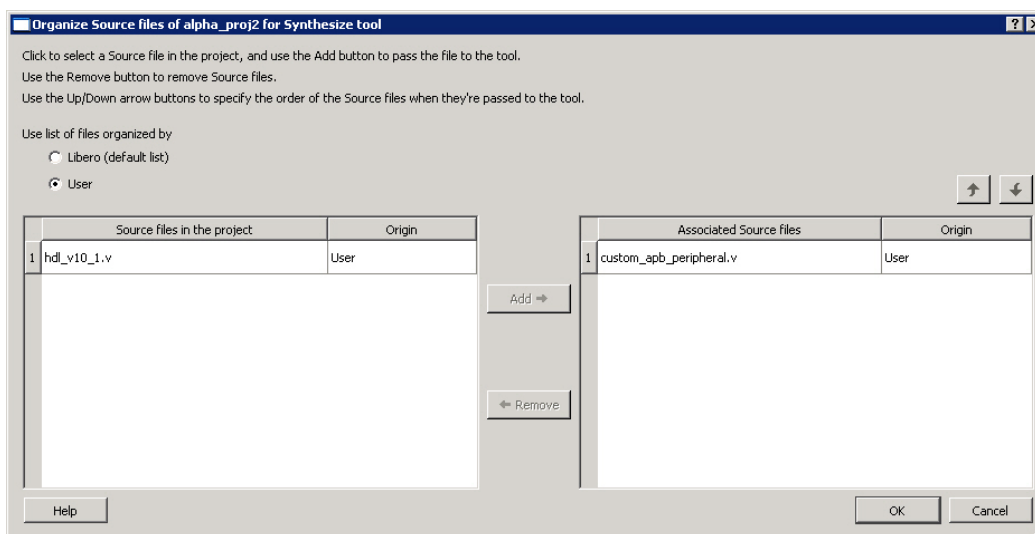 Organize Source files of alpha_proj2 for Synthesize tool
Click to select a Source file in the project, and use the Add button to pass the file to the tool.
Use the Remove button to remove Source files.
Use the Up/Down arrow buttons to specify the order of the Source files when they're passed to the tool.
Use list of files organized by
Libero (default list)
User
Source files in the project Origin
1 hdl_v10_1.v User
Add
Remove
Associated Source files Origin
1 custom_apb_peripheral.v User
Help
OK
Cancel